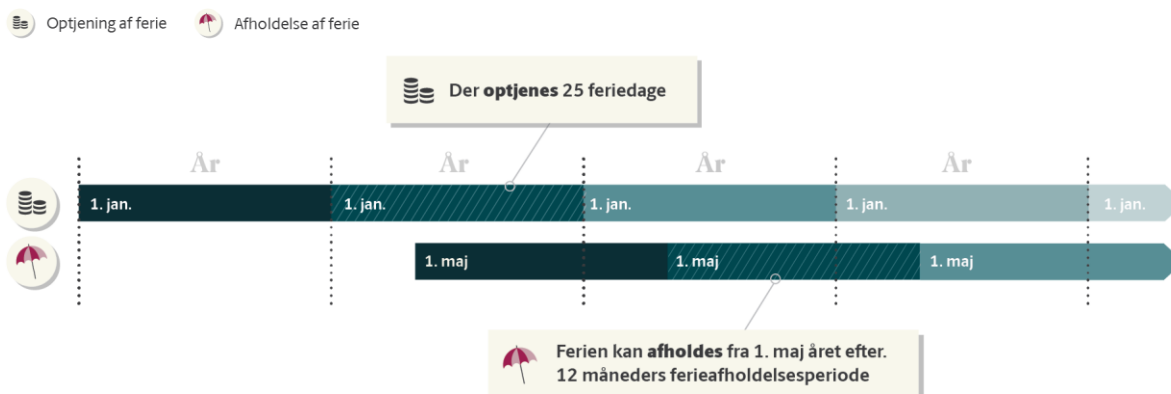 Optjening af ferie
Afholdelse af ferie
Der optjenes 25 feriedage
År
År
År
År
1. jan.
1. jan.
1. jan.
1. jan.
1. jan.
1. maj
1. maj
1. maj
Ferien kan afholdes fra 1. maj året efter.
12 måneders ferieafholdelsesperiode